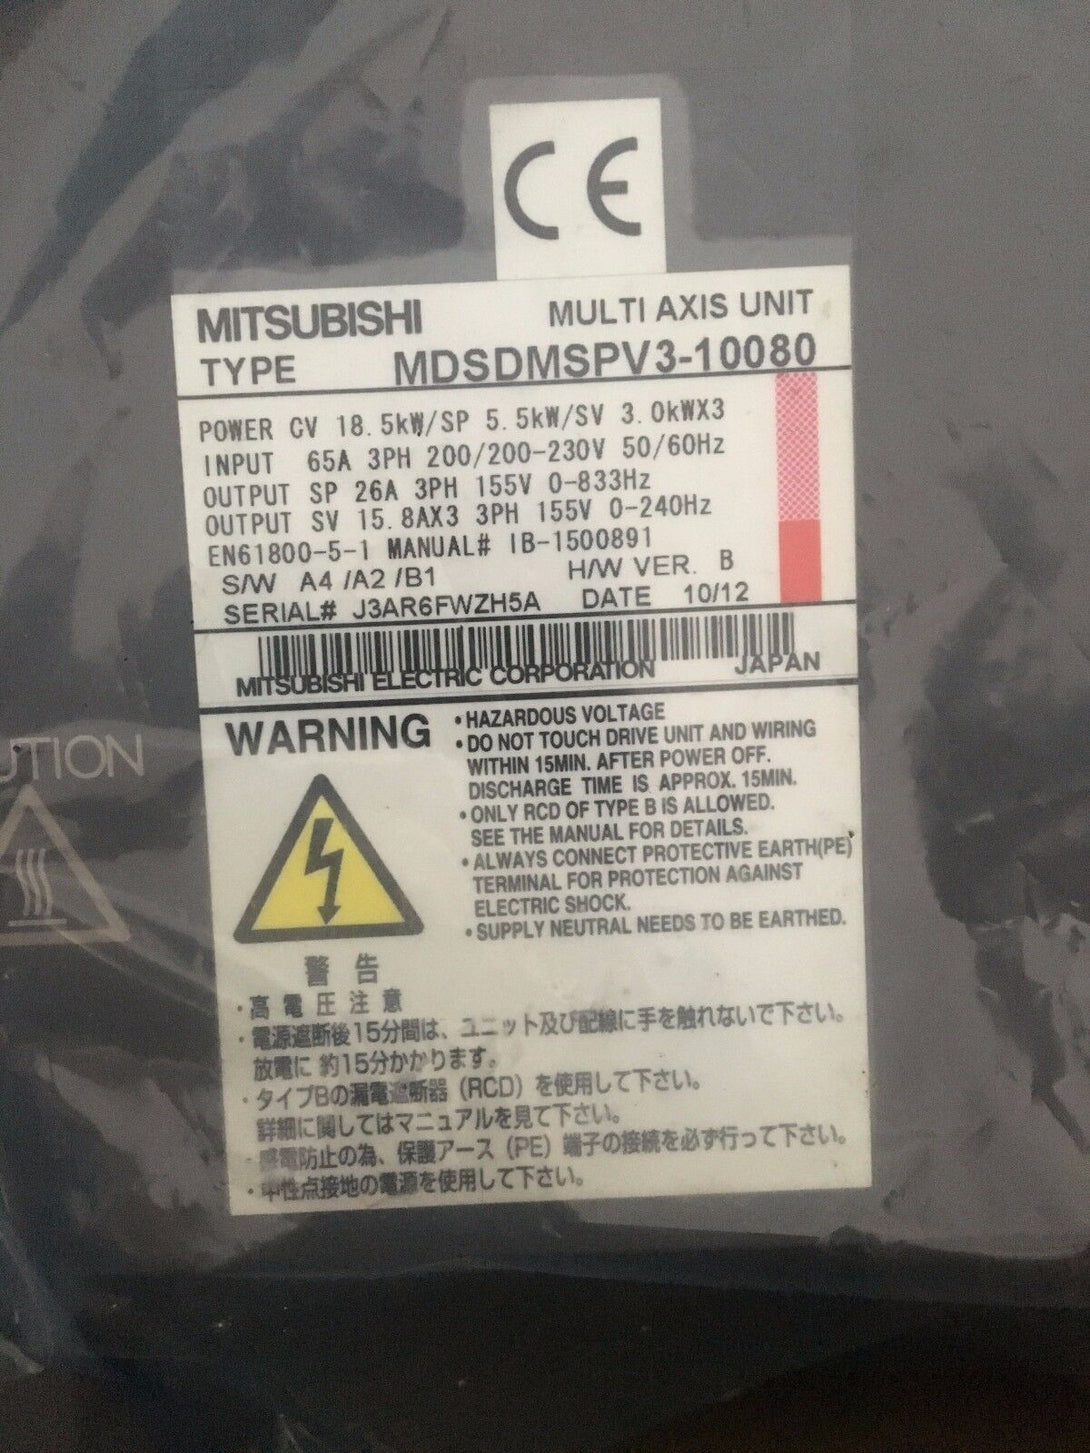 CE
MITSUBISHI MULTI AXIS UNIT
TYPE MDSDMSPV3-10080
POWER CV 18.5kW/SP 5.5kW/SV 3.0kWX3
INPUT 65A 3PH 200/200-230V 50/60Hz
OUTPUT SP 26A 3PH 155V 0-833Hz
OUTPUT SV 15.8AX3 3PH 155V 0-240Hz
EN61800-5-1 MANUAL# IB-1500891
S/W A4 /A2 /B1 H/W VER. B
SERIAL# J3AR6FWZH5A DATE 10/12
MITSUBISHI ELECTRIC CORPORATION JAPAN
WARNING
• HAZARDOUS VOLTAGE
• DO NOT TOUCH DRIVE UNIT AND WIRING
WITHIN 15MIN. AFTER POWER OFF.
DISCHARGE TIME IS APPROX. 15MIN.
• ONLY RCD OF TYPE B IS ALLOWED.
SEE THE MANUAL FOR DETAILS.
• ALWAYS CONNECT PROTECTIVE EARTH(PE)
TERMINAL FOR PROTECTION AGAINST
ELECTRIC SHOCK.
• SUPPLY NEUTRAL NEEDS TO BE EARTHED.
UTION
警 告
・高 電 圧 注 意
・電源遮断後15分間は、ユニット及び配線に手を触れないで下さい。
放電に 約15分かかります。
・タイプBの漏電遮断器（RCD）を使用して下さい。
詳細に関してはマニュアルを見て下さい。
・感電防止の為、保護アース（PE）端子の接続を必ず行って下さい。
・中性点接地の電源を使用して下さい。